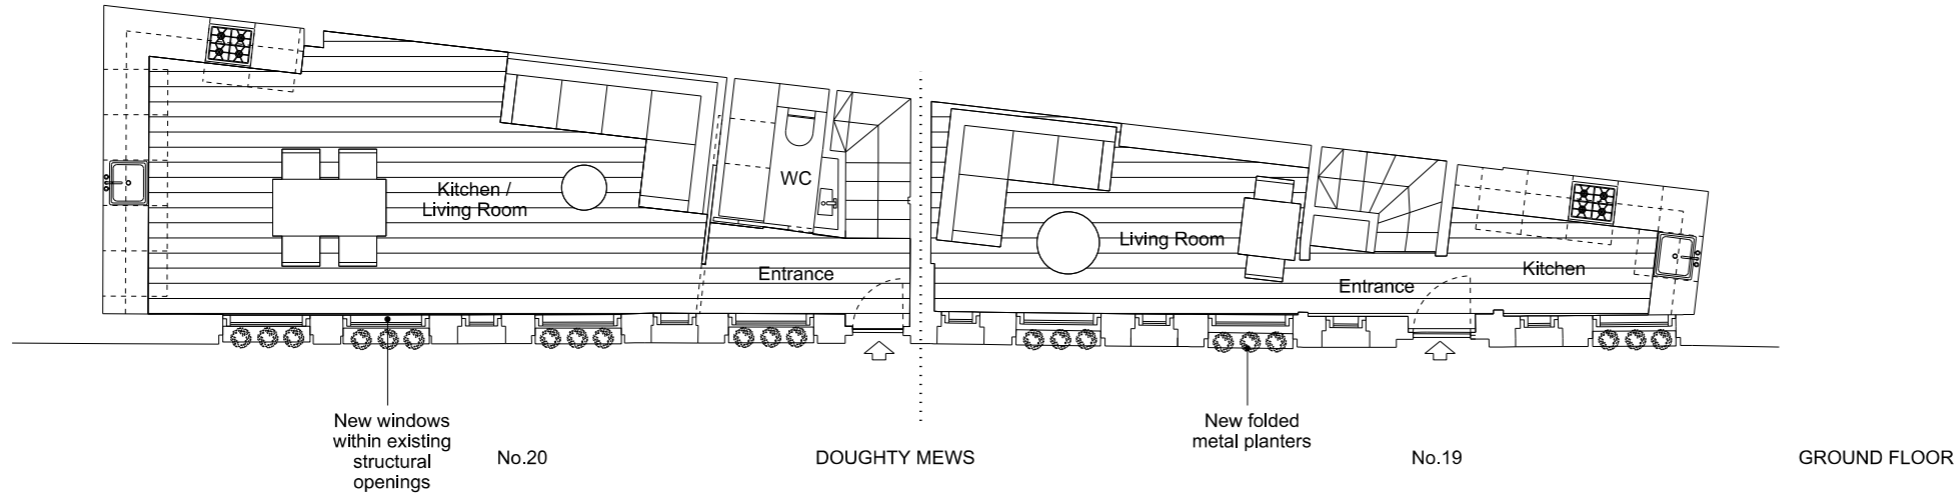 WC
Kitchen /
Living Room
Living Room
Kitchen
Entrance
Entrance
New windows
within existing
structural
openings
New folded
metal planters
No.20
DOUGHTY MEWS
No.19
GROUND FLOOR